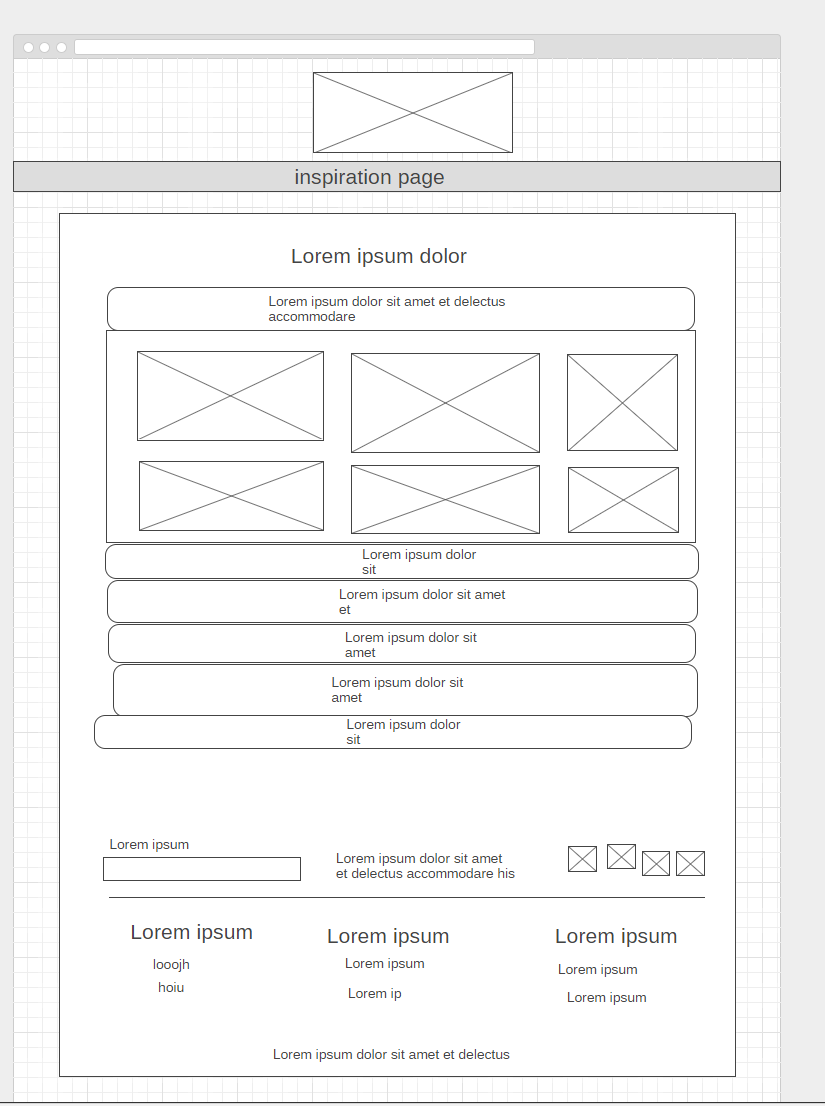 inspiration page
Lorem ipsum dolor
Lorem ipsum dolor sit amet et delectus
accommodare
Lorem ipsum dolor
sit
Lorem ipsum dolor sit amet
et
Lorem ipsum dolor sit
amet
Lorem ipsum dolor sit
amet
Lorem ipsum dolor
sit
Lorem ipsum
Lorem ipsum dolor sit amet
et delectus accommodare his
Lorem ipsum
looojh
hoiu
Lorem ipsum
Lorem ipsum
Lorem ip
Lorem ipsum
Lorem ipsum
Lorem ipsum
Lorem ipsum dolor sit amet et delectus